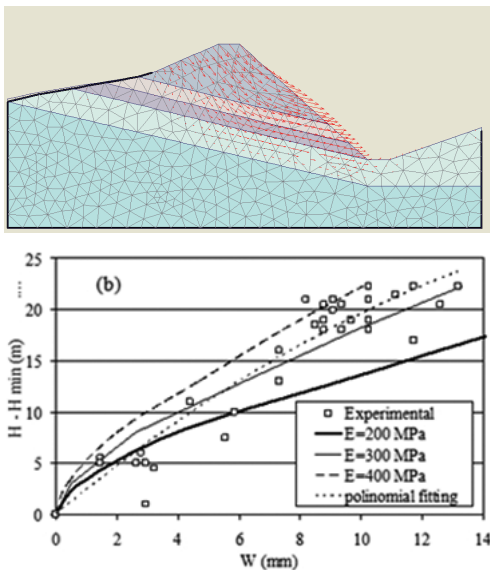 (b)
25
20
15
10
5
0
H - H min (m)
Experimental
E=200 MPa
E=300 MPa
E=400 MPa
polinomial fitting
0 2 4 6 8 10 12 14
W (mm)